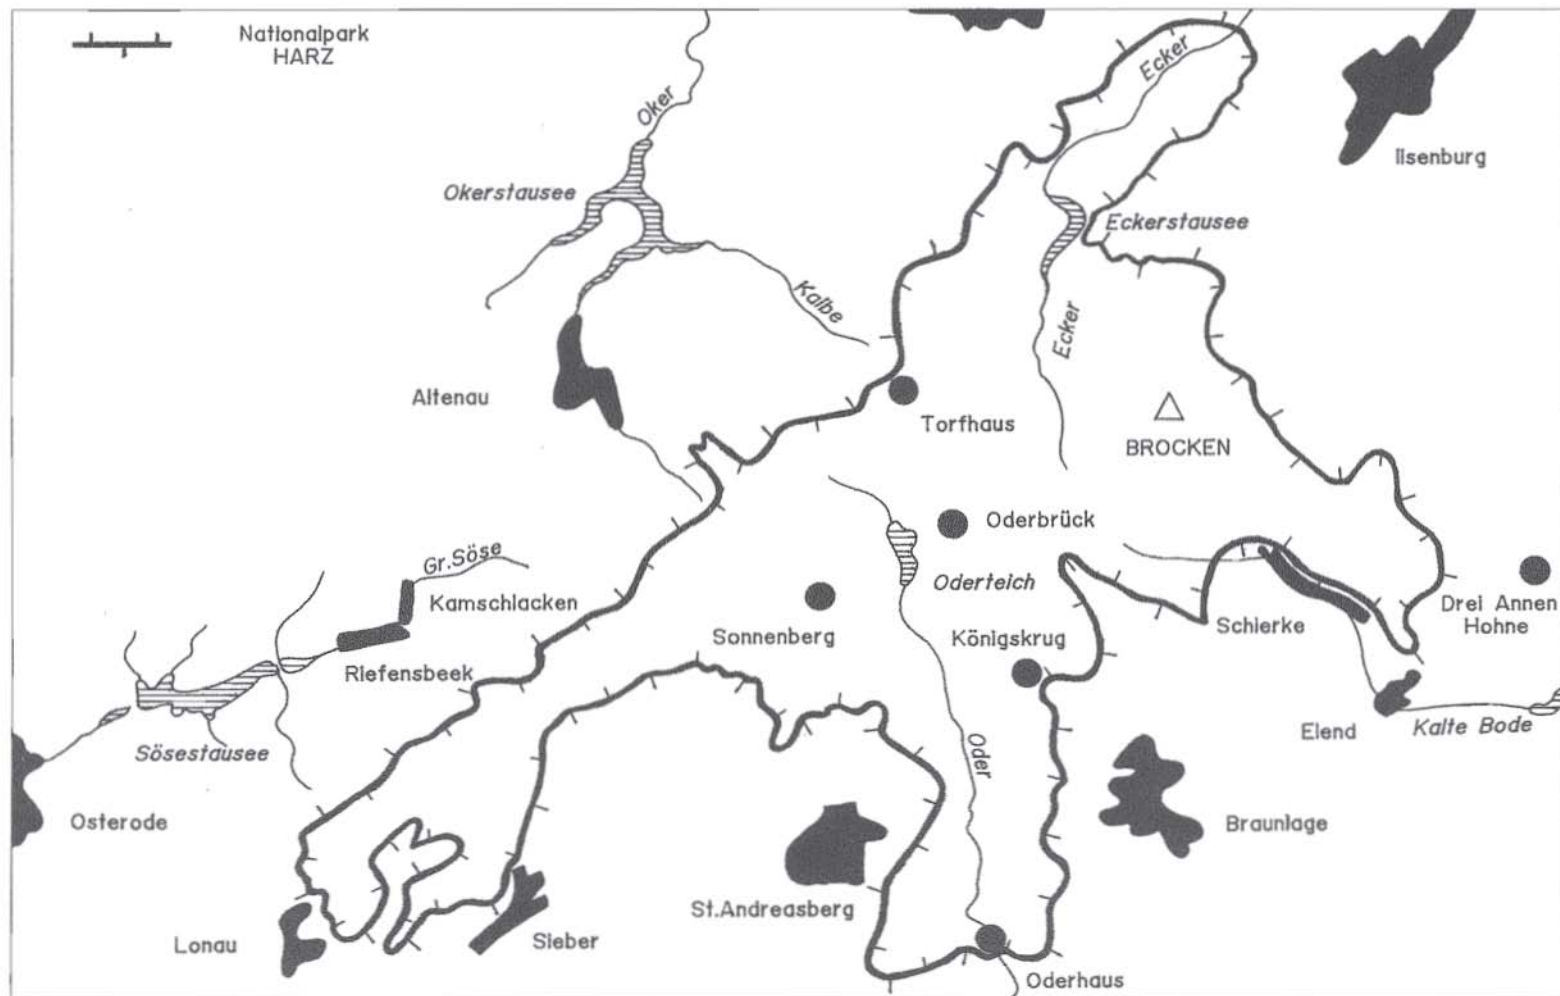 Nationalpark
HARZ
Ecker
Oker
Ilsenburg
Okerstausee
Eckerstausee
Kalbe
Ecker
Altenau
Torfhaus
BROCKEN
Oderbrück
Gr.Söse
Oderteich
Kamschlacken
Sonnenberg
Königskrug
Schierke
Drei Annen
Hohne
Riefensbeek
Sösestausee
Oder
Elend
Kalte Bode
Osterode
Braunlage
St.Andreasberg
Lonau
Sieber
Oderhaus